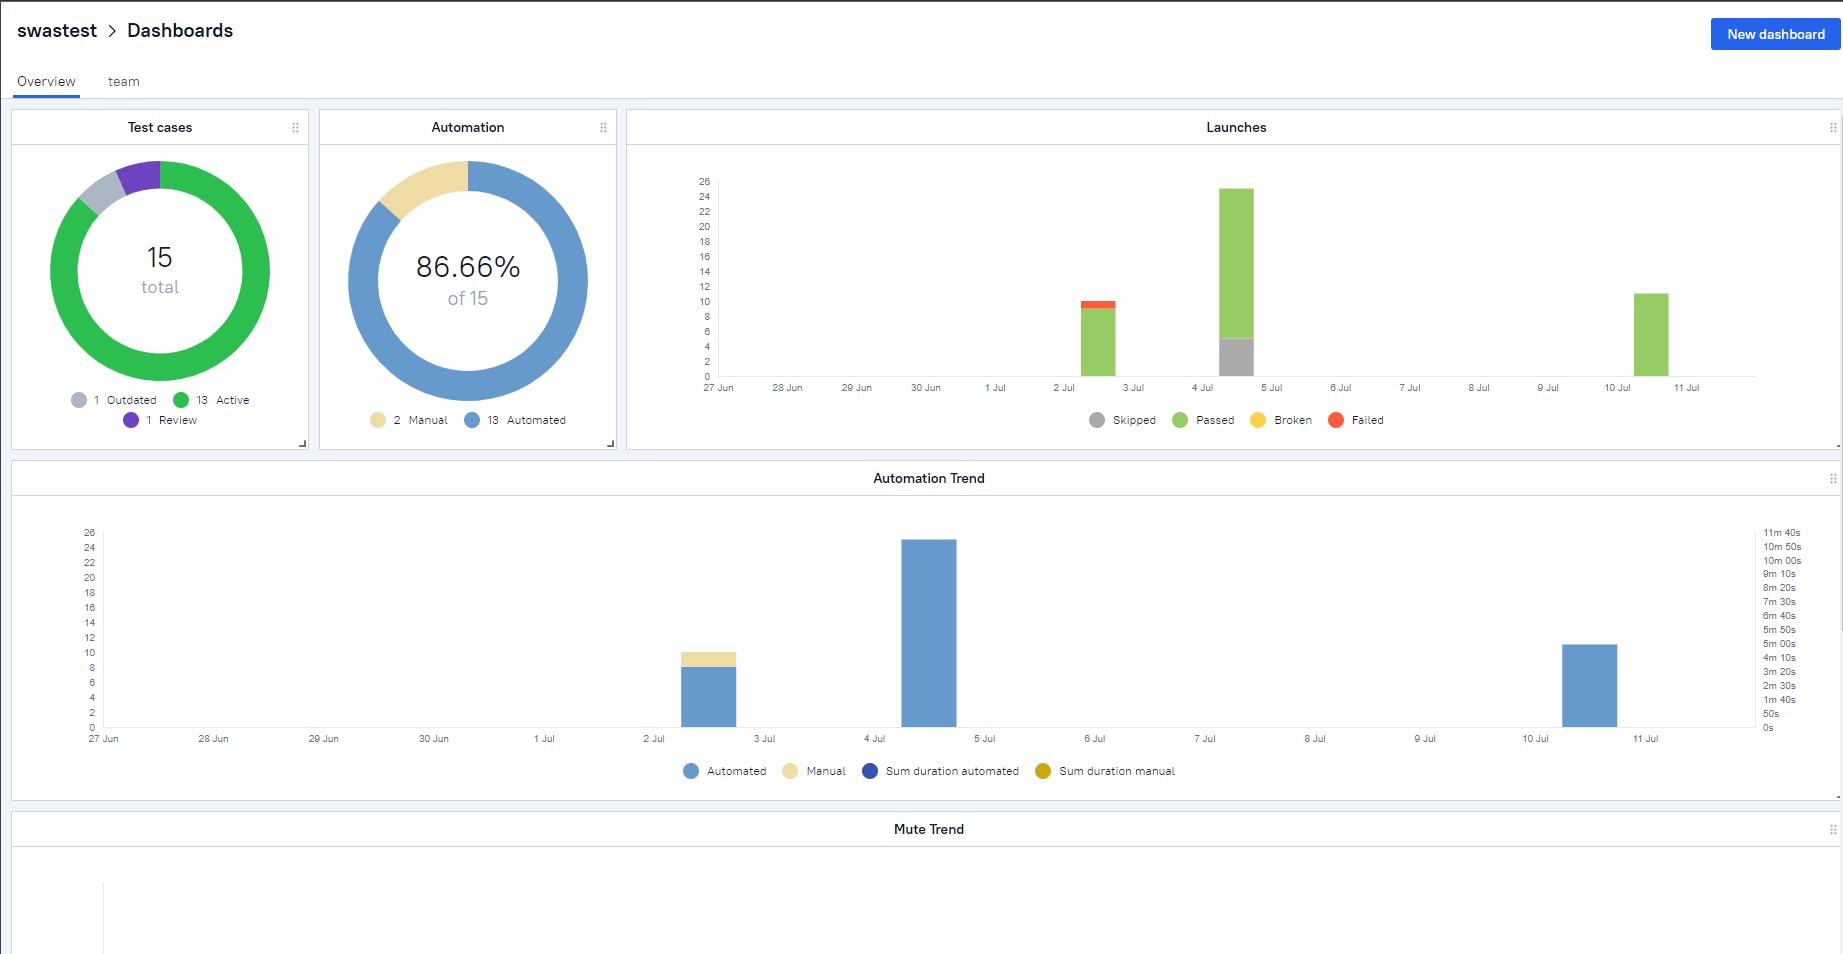 swastest > Dashboards
New dashboard
Overview team
Test cases
15
total
1 Outdated 13 Active
1 Review
Automation
86.66%
of 15
2 Manual 13 Automated
Launches
26
24
22
20
18
16
14
12
10
8
6
4
2
0
27 Jun 28 Jun 29 Jun 30 Jun 1 Jul 2 Jul 3 Jul 4 Jul 5 Jul 6 Jul 7 Jul 8 Jul 9 Jul 10 Jul 11 Jul
Skipped Passed Broken Failed
Automation Trend
26
24
22
20
18
16
14
12
10
8
6
4
2
0
11m 40s
10m 50s
10m 00s
9m 10s
8m 20s
7m 30s
6m 40s
5m 50s
5m 00s
4m 10s
3m 20s
2m 30s
1m 40s
50s
0s
27 Jun 28 Jun 29 Jun 30 Jun 1 Jul 2 Jul 3 Jul 4 Jul 5 Jul 6 Jul 7 Jul 8 Jul 9 Jul 10 Jul 11 Jul
Automated Manual Sum duration automated Sum duration manual
Mute Trend